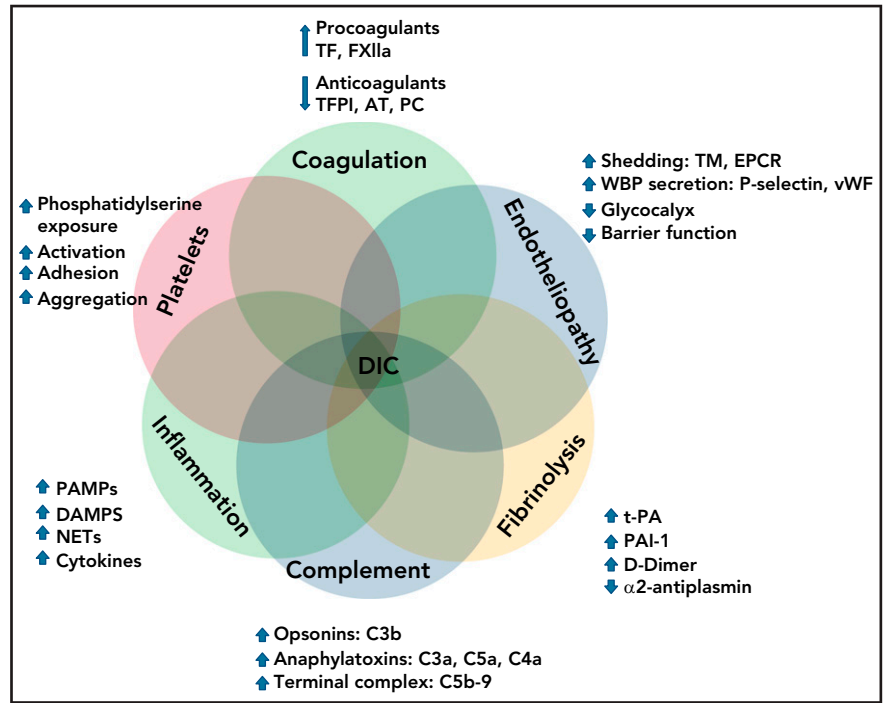 Procoagulants
TF, FXIIa
Anticoagulants
TFPI, AT, PC
Coagulation
Shedding: TM, EPCR
WBP secretion: P-selectin, vWF
Glycocalyx
Barrier function
Endotheliopathy
Phosphatidylserine
exposure
Activation
Adhesion
Aggregation
Platelets
DIC
Inflammation
PAMPs
DAMPS
NETs
Cytokines
Fibrinolysis
t-PA
PAI-1
D-Dimer
α2-antiplasmin
Complement
Opsonins: C3b
Anaphylatoxins: C3a, C5a, C4a
Terminal complex: C5b-9